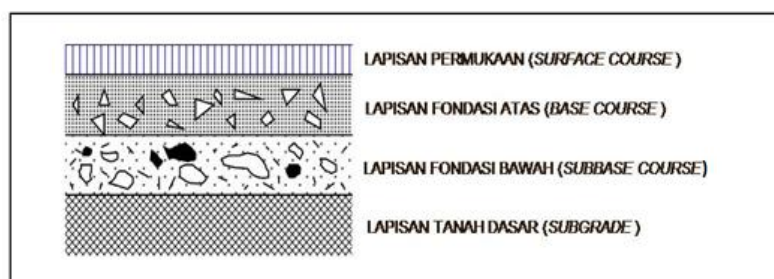 LAPISAN PERMUKAAN (SURFACE COURSE )
LAPISAN FONDASI ATAS (BASE COURSE )
LAPISAN FONDASI BAWAH (SUBBASE COURSE)
LAPISAN TANAH DASAR (SUBGRADE )